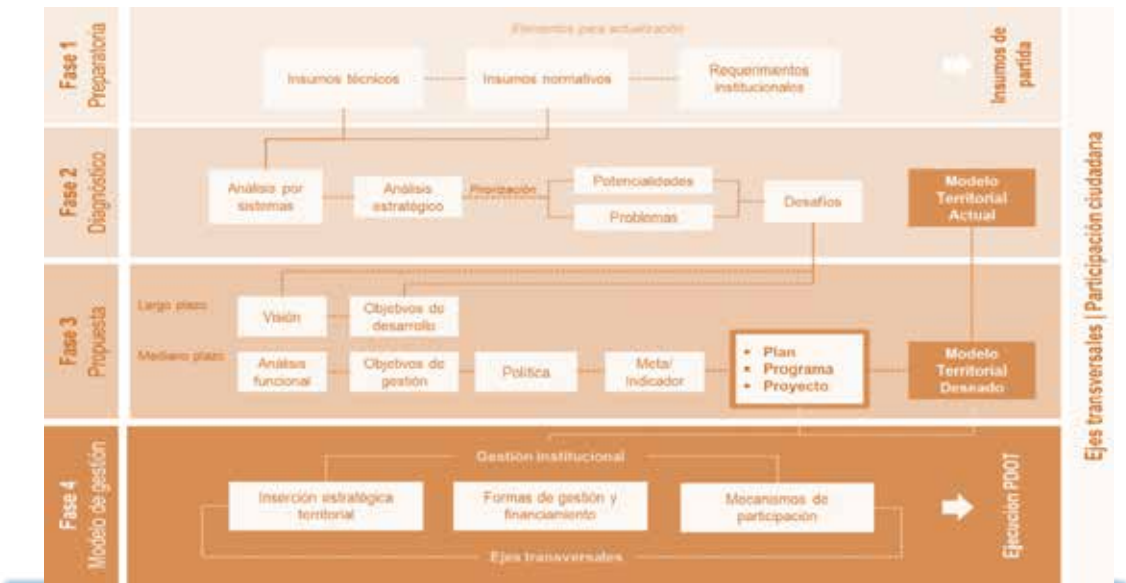 Fase 1
Preparatoria
Elementos para actualización
Insumos técnicos
Insumos normativos
Requerimientos
institucionales
Insumos de
partida
Fase 2
Diagnóstico
Análisis por
sistemas
Análisis
estratégico
Priorización
Potencialidades
Problemas
Desafíos
Modelo
Territorial
Actual
Fase 3
Propuesta
Largo plazo
Visión
Objetivos de
desarrollo
Mediano plazo
Análisis
funcional
Objetivos de
gestión
Política
Meta/
Indicador
• Plan
• Programa
• Proyecto
Modelo
Territorial
Deseado
Fase 4
Modelo de gestión
Gestión institucional
Inserción estratégica
territorial
Formas de gestión y
financiamiento
Mecanismos de
participación
Ejes transversales
Ejecución PDOT
Ejes transversales | Participación ciudadana